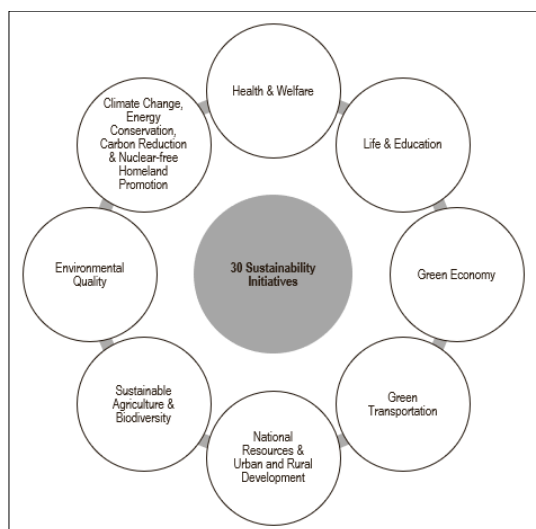 Health & Welfare
Life & Education
Green Economy
Green
Transportation
National
Resources &
Urban and Rural
Development
Sustainable
Agriculture &
Biodiversity
Environmental
Quality
Climate Change,
Energy
Conservation,
Carbon Reduction
& Nuclear-free
Homeland
Promotion
30 Sustainability
Initiatives